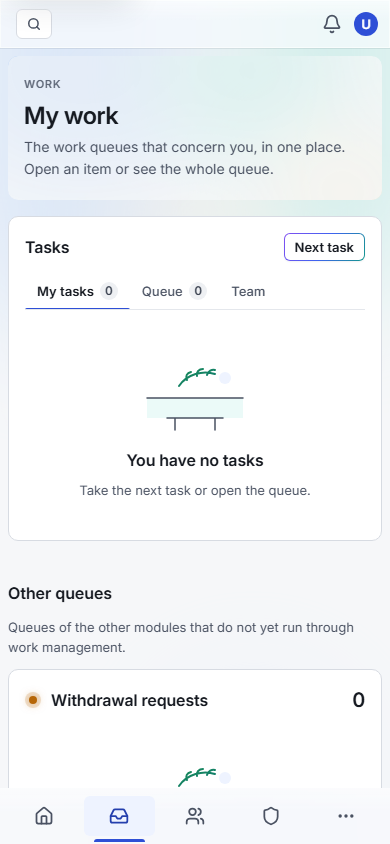 U
WORK
My work
The work queues that concern you, in one place.
Open an item or see the whole queue.
Tasks
Next task
My tasks 0 Queue 0 Team
You have no tasks
Take the next task or open the queue.
Other queues
Queues of the other modules that do not yet run through
work management.
Withdrawal requests 0